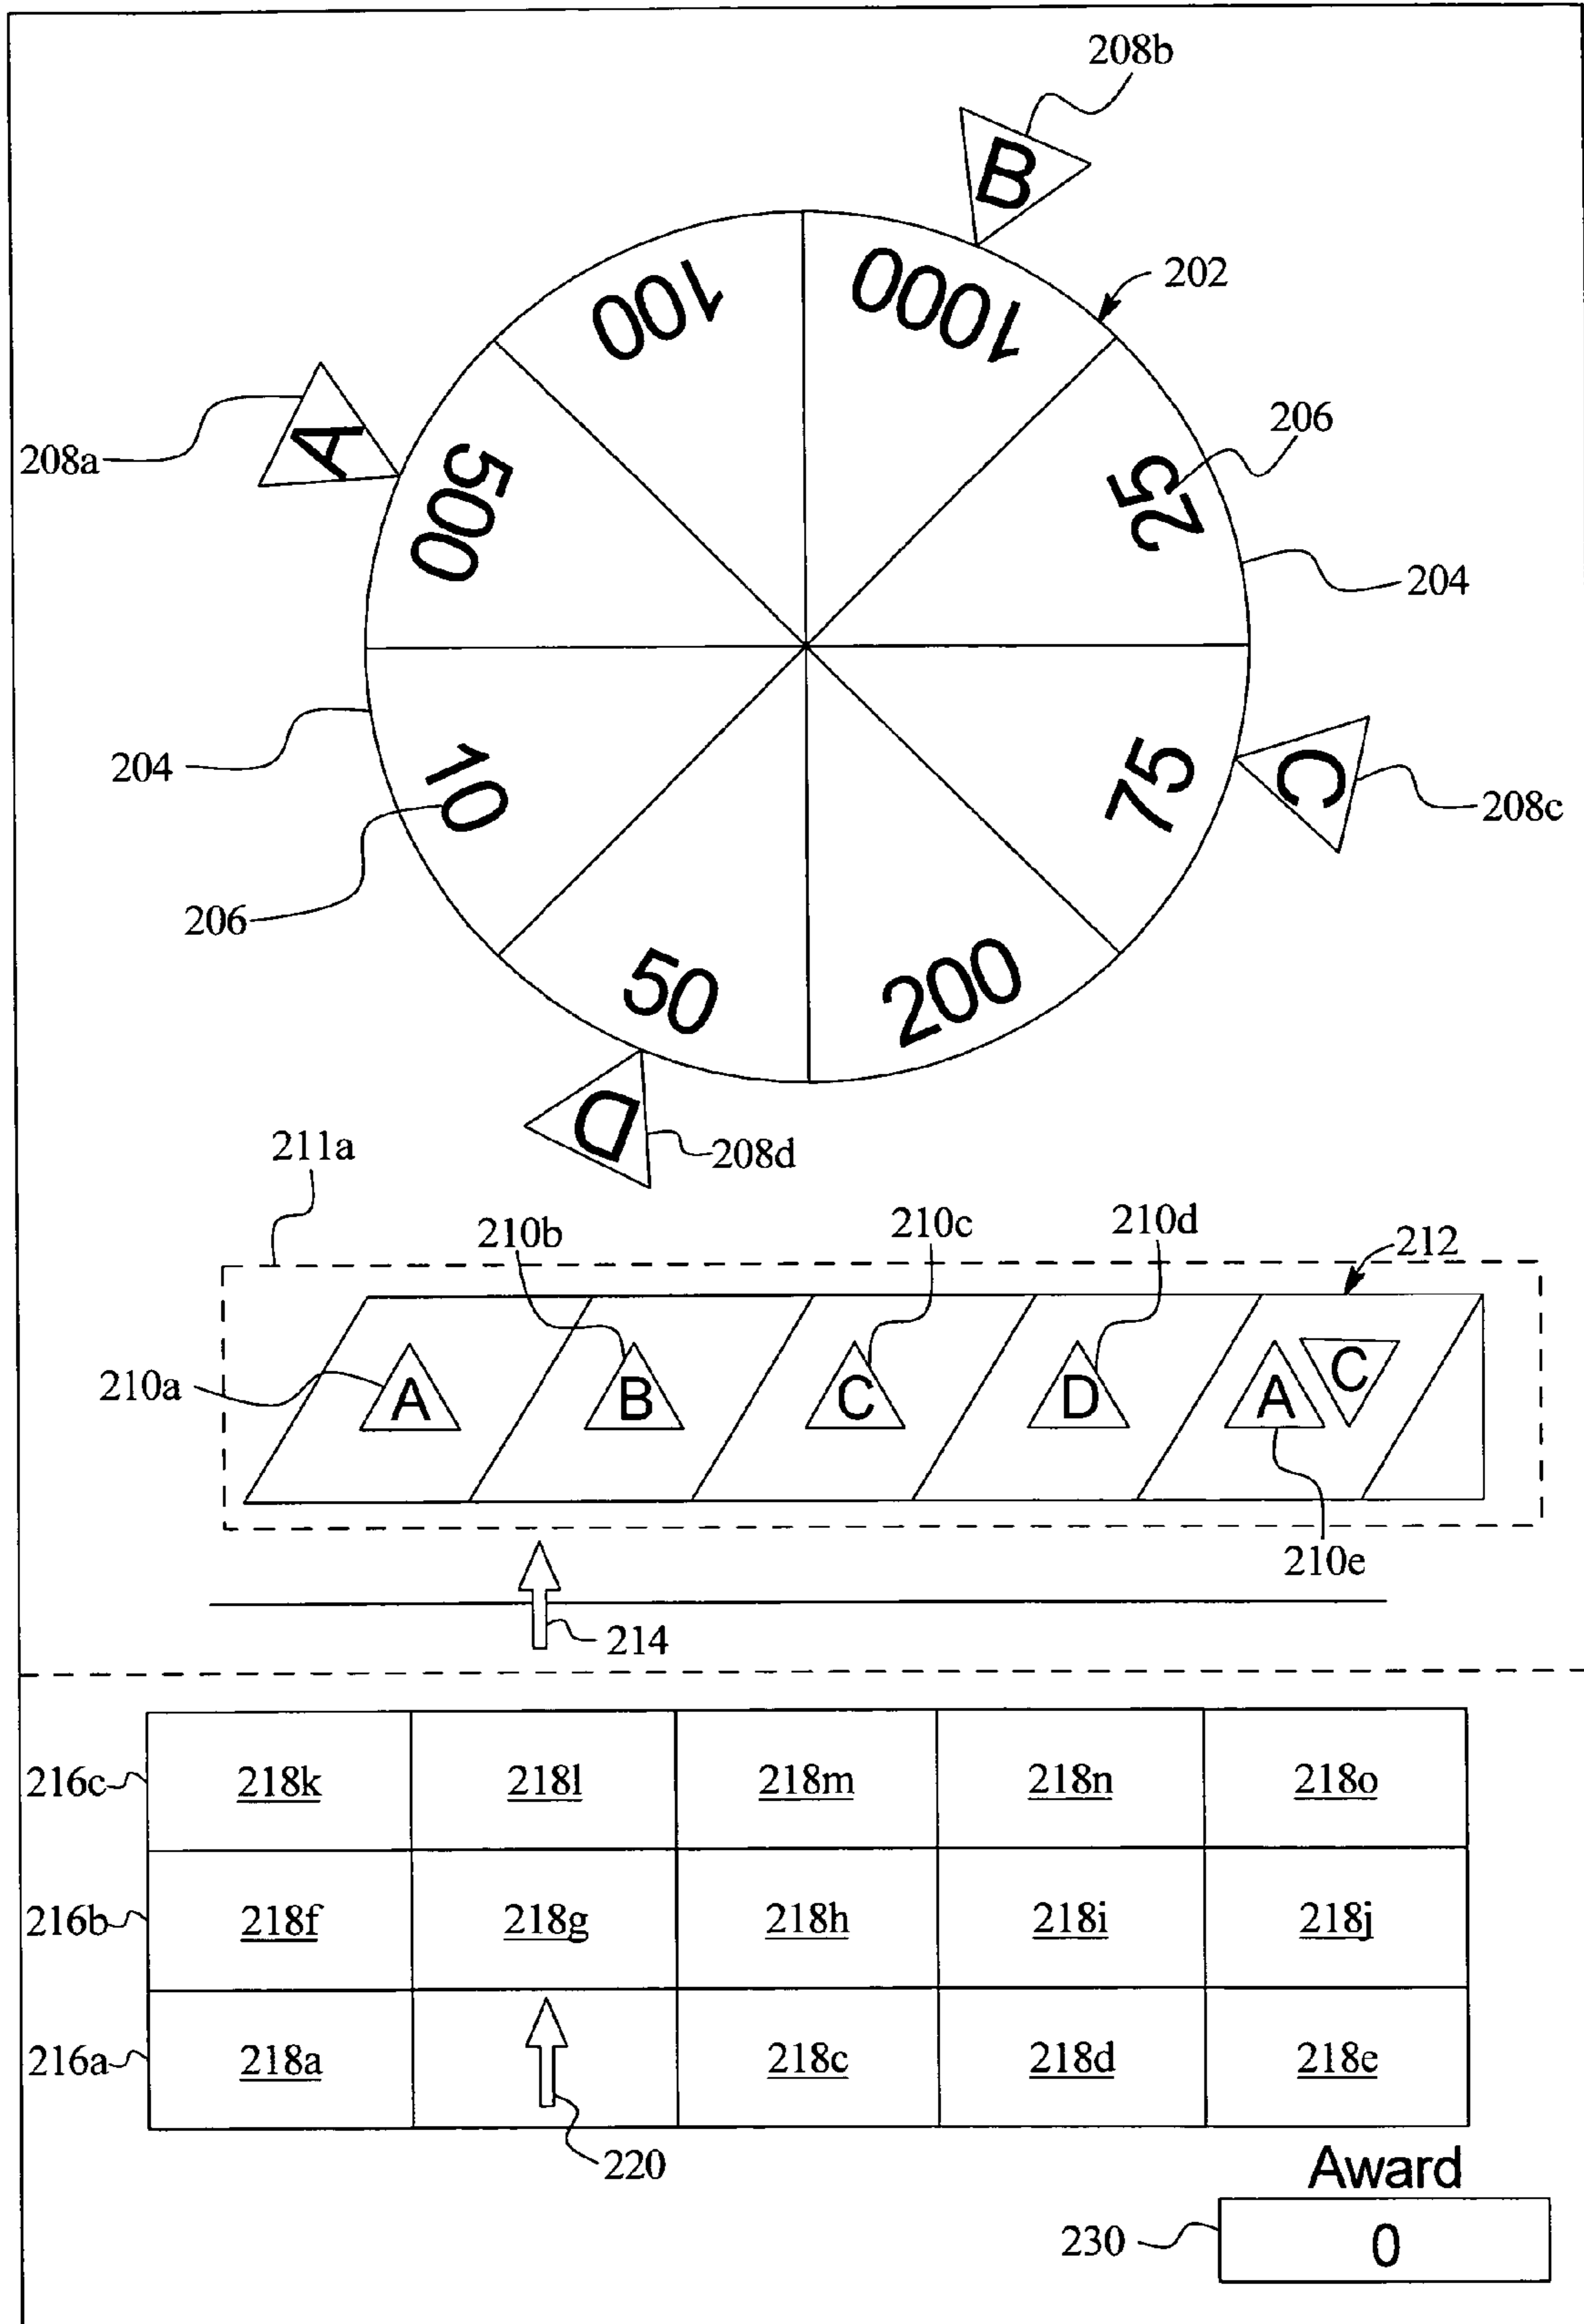 208b
B
202
100
1000
206
A
208a
500
25
204
204
10
75
C
208c
206
50
200
D
208d
211a
210b
210c
210d
212
210a
A
B
C
D
A
C
210e
214
216c
218k
218l
218m
218n
218o
216b
218f
218g
218h
218i
218j
216a
218a
218c
218d
218e
220
Award
230
0